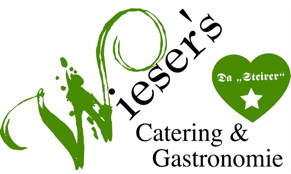 Wieser's
Da „Steirer“
Catering &
Gastronomie